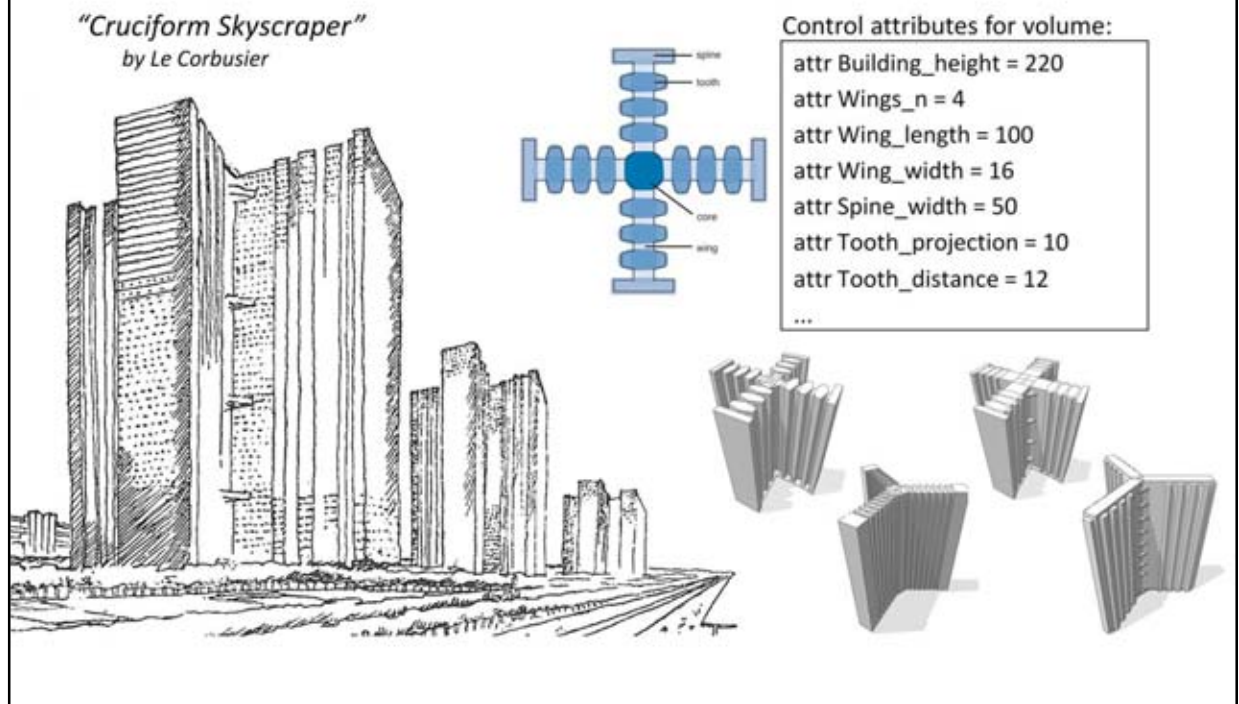 “Cruciform Skyscraper”
by Le Corbusier
spine
tooth
core
wing
Control attributes for volume:
attr Building_height = 220
attr Wings_n = 4
attr Wing_length = 100
attr Wing_width = 16
attr Spine_width = 50
attr Tooth_projection = 10
attr Tooth_distance = 12
...